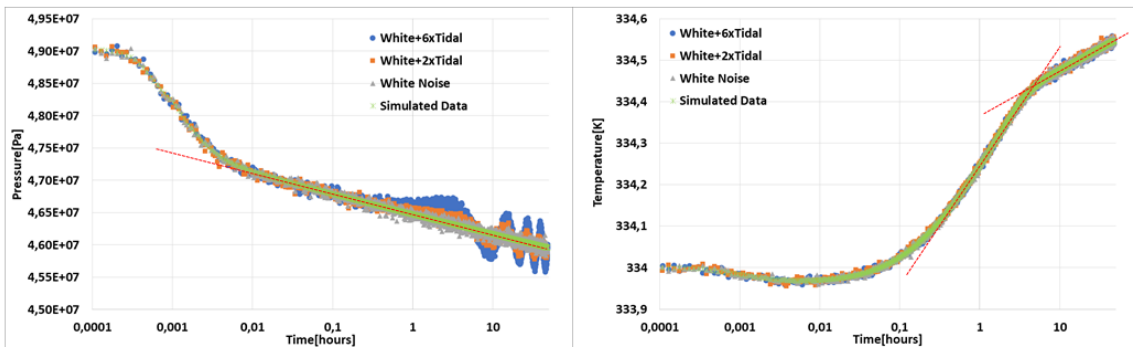 4,95E+07
4,90E+07
4,85E+07
4,80E+07
4,75E+07
4,70E+07
4,65E+07
4,60E+07
4,55E+07
4,50E+07
Pressure[Pa]
White+6xTidal
White+2xTidal
White Noise
Simulated Data
0,0001
0,001
0,01
0,1
1
10
Time[hours]
334,6
334,5
334,4
334,3
334,2
334,1
334
333,9
Temperature[K]
White+6xTidal
White+2xTidal
White Noise
Simulated Data
0,0001
0,001
0,01
0,1
1
10
Time[hours]